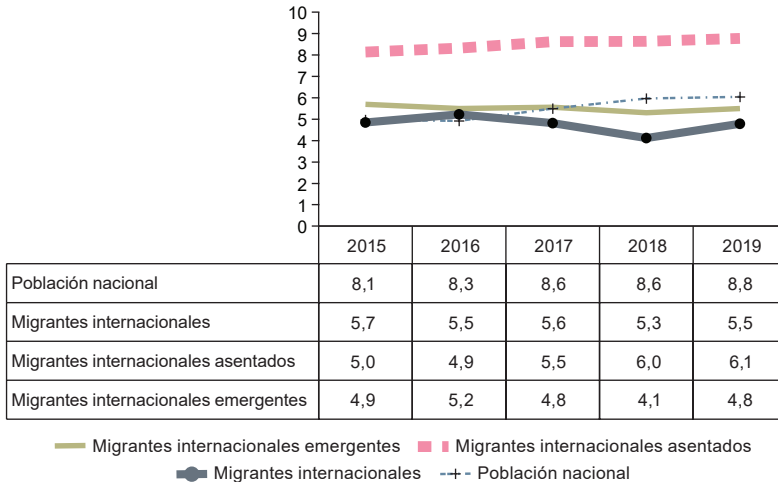 10
9
8
7
6
5
4
3
2
1
0
2015 2016 2017 2018 2019
Población nacional 8,1 8,3 8,6 8,6 8,8
Migrantes internacionales 5,7 5,5 5,6 5,3 5,5
Migrantes internacionales asentados 5,0 4,9 5,5 6,0 6,1
Migrantes internacionales emergentes 4,9 5,2 4,8 4,1 4,8
Migrantes internacionales emergentes Migrantes internacionales asentados
Migrantes internacionales Población nacional